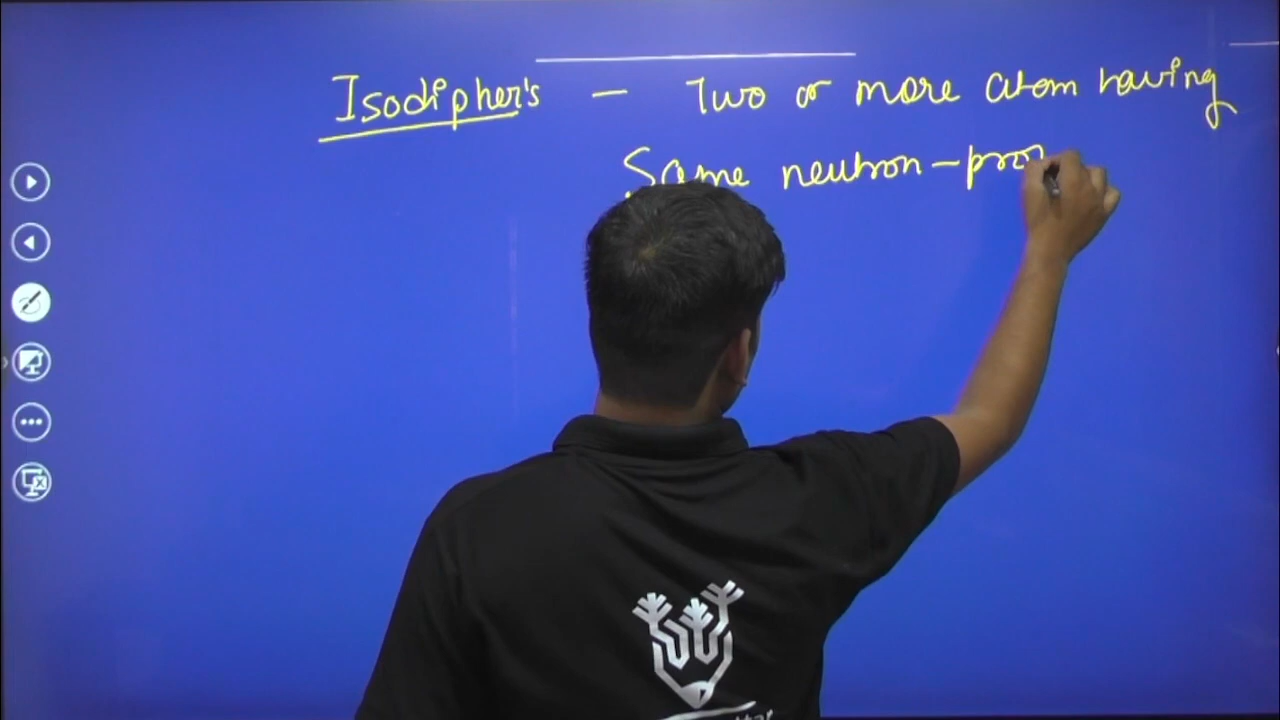 Isodipher's — Two or more atom having
Same neutron – pro